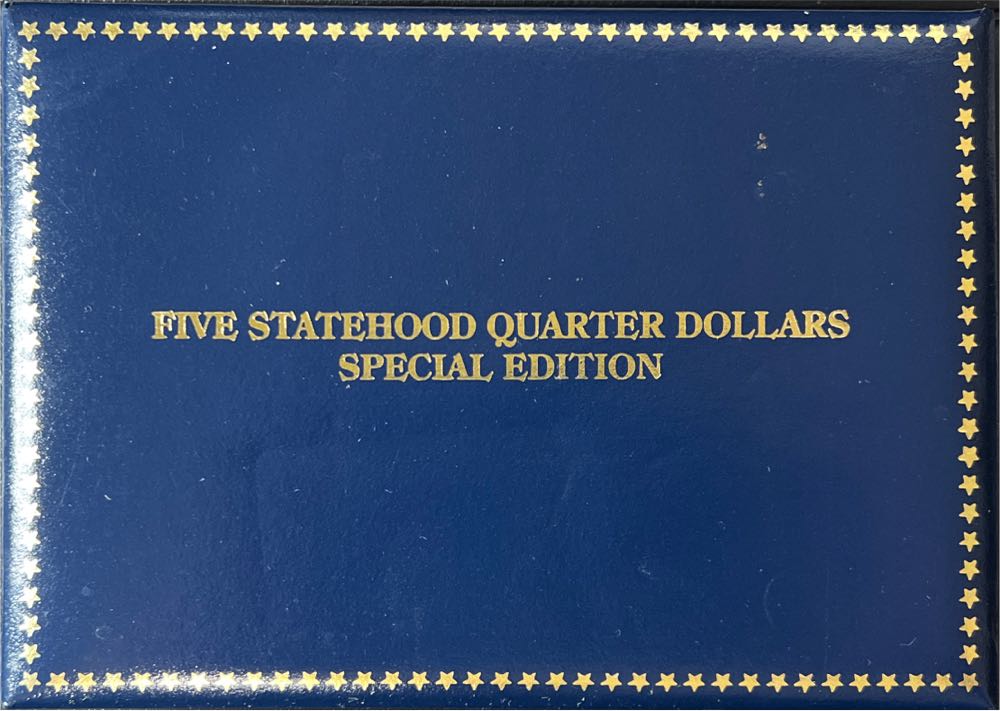 FIVE STATEHOOD QUARTER DOLLARS
SPECIAL EDITION